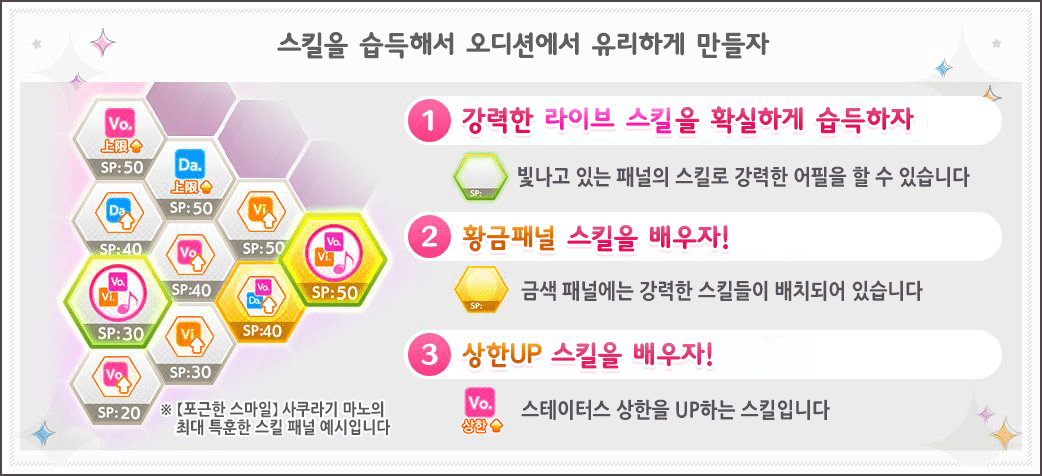 스킬을 습득해서 오디션에서 유리하게 만들자
Vo.
上限
SP:50
Da.
上限
SP:50
Da
SP:40
Vi
SP:50
Vo
SP:40
Vo.
Vi.
SP:50
Vo.
Vi.
SP:30
Vo.
Da.
SP:40
Vi
SP:30
Vo
SP:20
※【포근한 스마일】사쿠라기 마노의
최대 특훈한 스킬 패널 예시입니다
1 강력한 라이브 스킬을 확실하게 습득하자
SP:
빛나고 있는 패널의 스킬로 강력한 어필을 할 수 있습니다
2 황금패널 스킬을 배우자!
SP:
금색 패널에는 강력한 스킬들이 배치되어 있습니다
3 상한UP 스킬을 배우자!
Vo.
상한
스테이터스 상한을 UP하는 스킬입니다